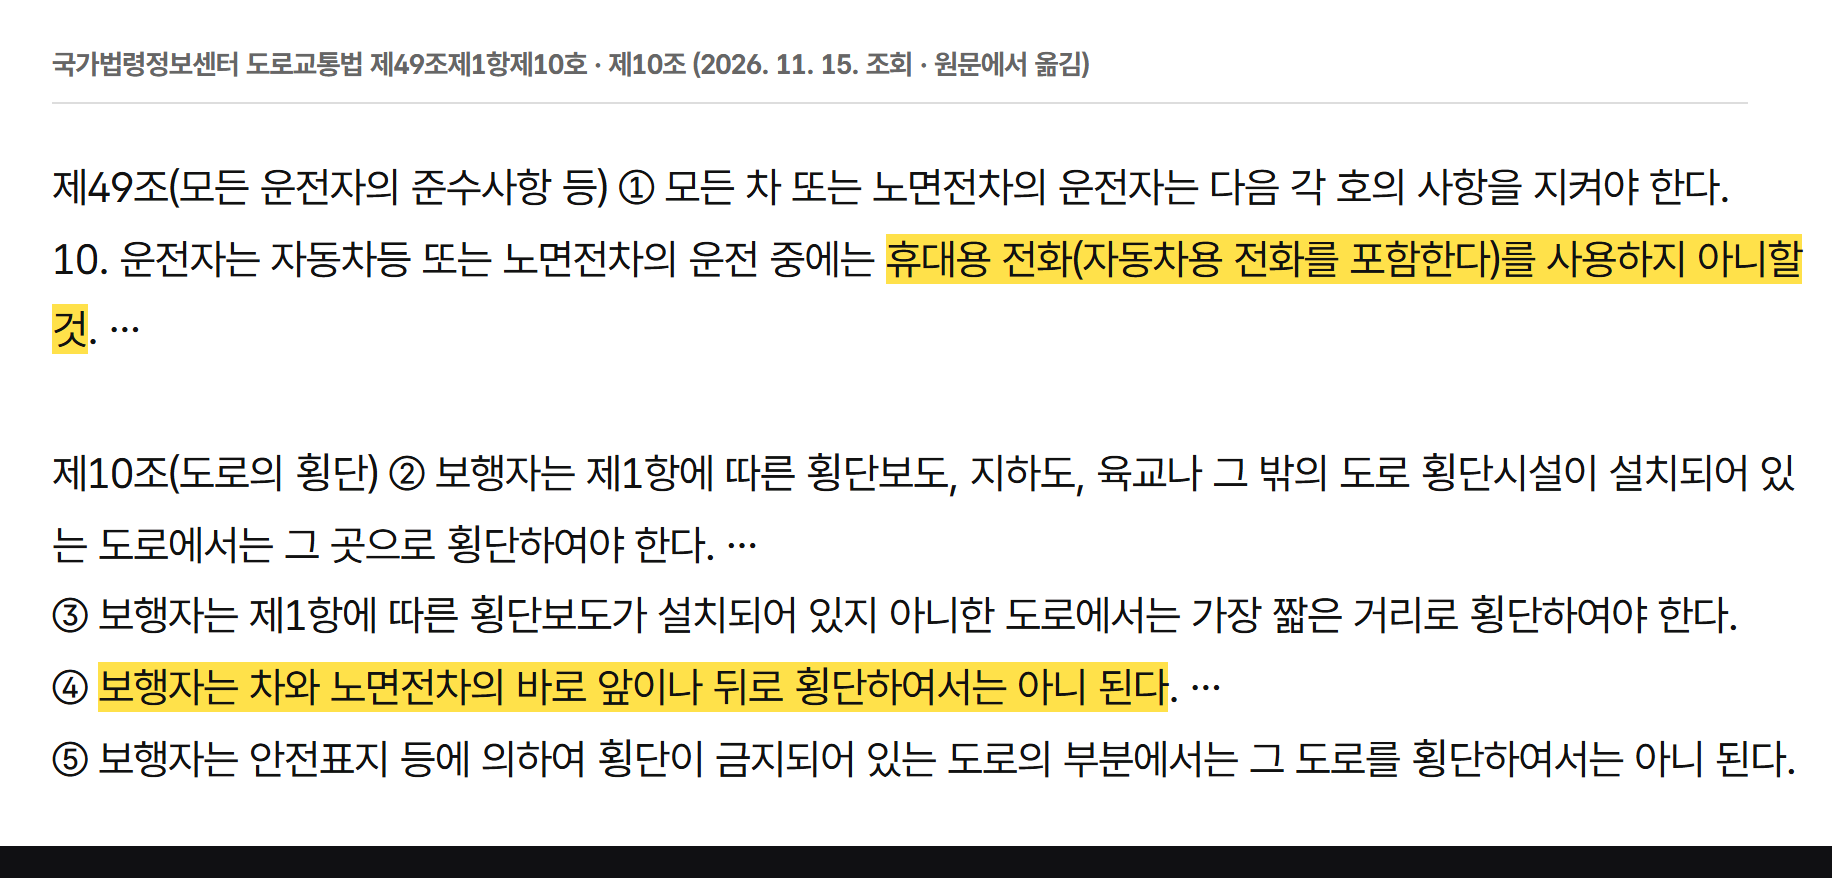 국가법령정보센터 도로교통법 제49조제1항제10호 · 제10조 (2026. 11. 15. 조회 · 원문에서 옮김)
제49조(모든 운전자의 준수사항 등) ① 모든 차 또는 노면전차의 운전자는 다음 각 호의 사항을 지켜야 한다.
10. 운전자는 자동차등 또는 노면전차의 운전 중에는 휴대용 전화(자동차용 전화를 포함한다)를 사용하지 아니할
것. …
제10조(도로의 횡단) ② 보행자는 제1항에 따른 횡단보도, 지하도, 육교나 그 밖의 도로 횡단시설이 설치되어 있
는 도로에서는 그 곳으로 횡단하여야 한다. …
③ 보행자는 제1항에 따른 횡단보도가 설치되어 있지 아니한 도로에서는 가장 짧은 거리로 횡단하여야 한다.
④ 보행자는 차와 노면전차의 바로 앞이나 뒤로 횡단하여서는 아니 된다. …
⑤ 보행자는 안전표지 등에 의하여 횡단이 금지되어 있는 도로의 부분에서는 그 도로를 횡단하여서는 아니 된다.